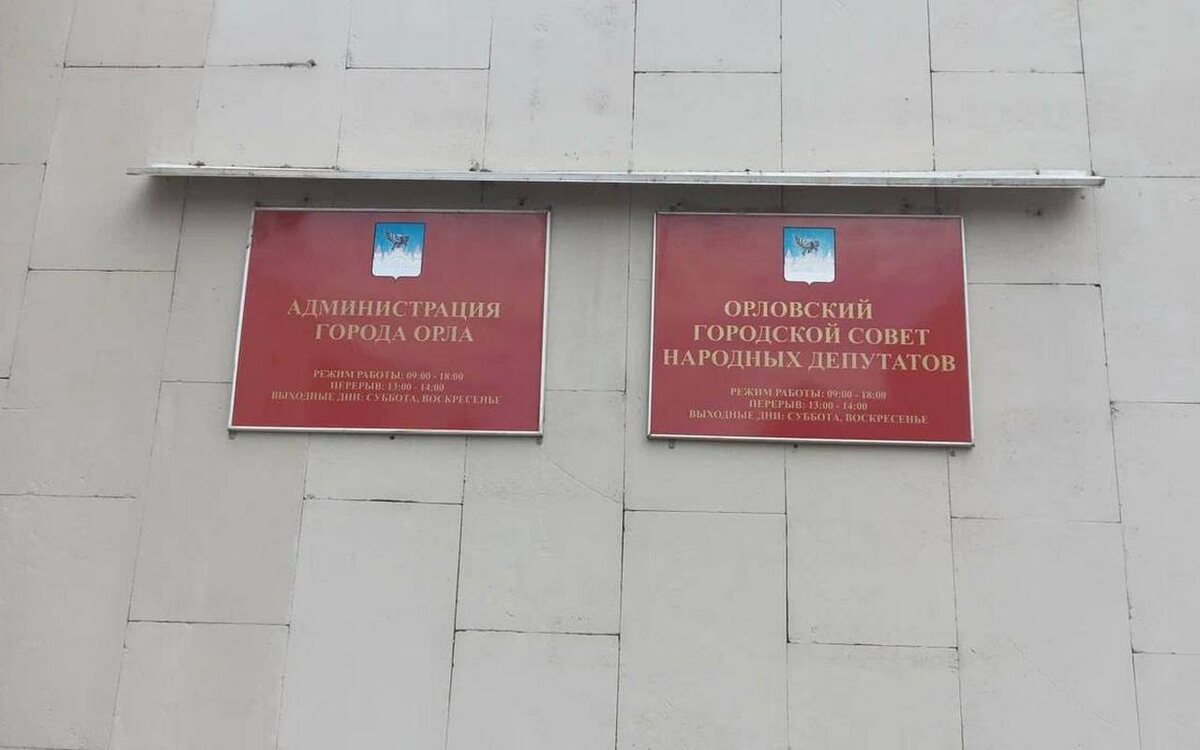 АДМИНИСТРАЦИЯ
ГОРОДА ОРЛА
РЕЖИМ РАБОТЫ: 09:00 - 18:00
ПЕРЕРЫВ: 13:00 - 14:00
ВЫХОДНЫЕ ДНИ: СУББОТА, ВОСКРЕСЕНЬЕ
ОРЛОВСКИЙ
ГОРОДСКОЙ СОВЕТ
НАРОДНЫХ ДЕПУТАТОВ
РЕЖИМ РАБОТЫ: 09:00 - 18:00
ПЕРЕРЫВ: 13:00 - 14:00
ВЫХОДНЫЕ ДНИ: СУББОТА, ВОСКРЕСЕНЬЕ